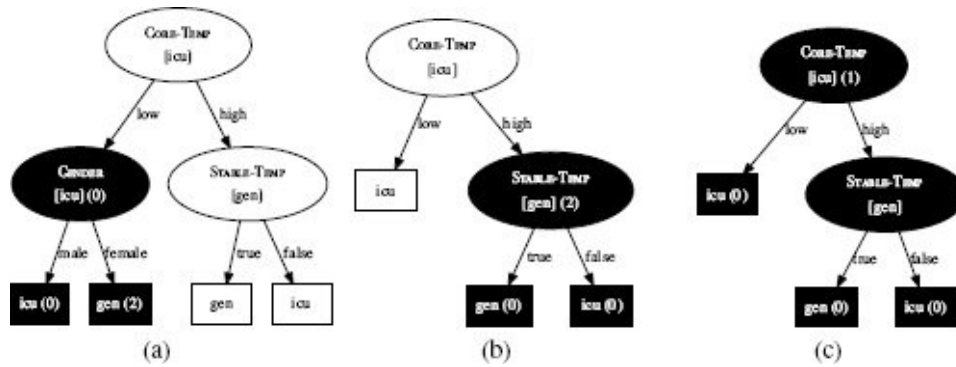 CORE-TEMP
[icu]
low
high
GENDER
[icu] (0)
STABLE-TEMP
[gen]
male
female
true
false
icu (0)
gen (2)
gen
icu
(a)
CORE-TEMP
[icu]
low
high
icu
STABLE-TEMP
[gen] (2)
true
false
gen (0)
icu (0)
(b)
CORE-TEMP
[icu] (1)
low
high
icu (0)
STABLE-TEMP
[gen]
true
false
gen (0)
icu (0)
(c)